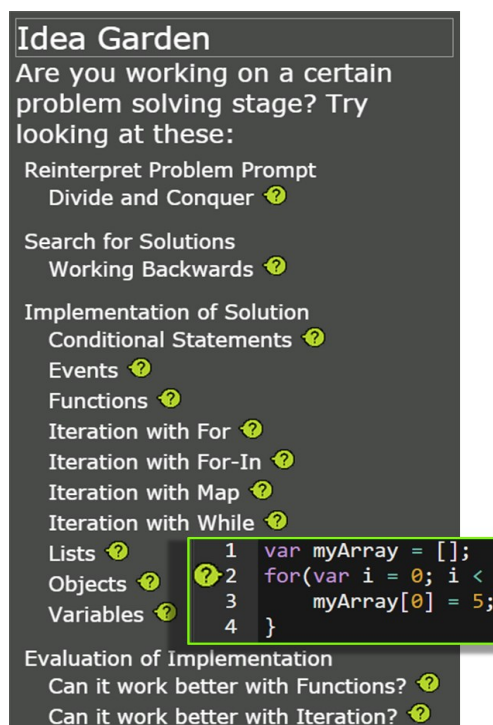 Idea Garden
Are you working on a certain
problem solving stage? Try
looking at these:
Reinterpret Problem Prompt
Divide and Conquer ?
Search for Solutions
Working Backwards ?
Implementation of Solution
Conditional Statements ?
Events ?
Functions ?
Iteration with For ?
Iteration with For-In ?
Iteration with Map ?
Iteration with While ?
Lists ?
Objects ?
Variables ?
1 var myArray = [];
? 2 for(var i = 0; i <
3 myArray[0] = 5;
4 }
Evaluation of Implementation
Can it work better with Functions? ?
Can it work better with Iteration? ?